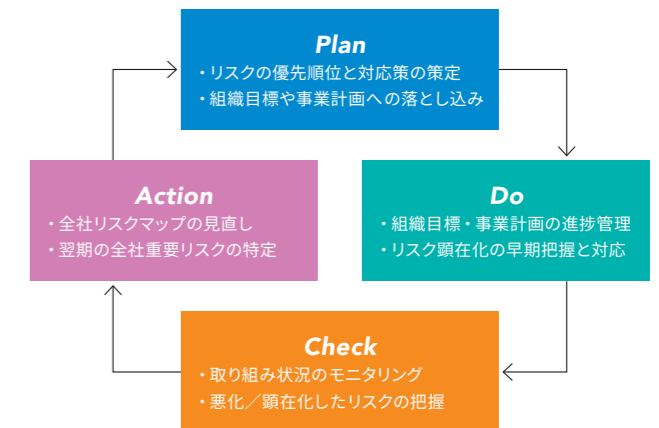 Plan
・リスクの優先順位と対応策の策定
・組織目標や事業計画への落とし込み
Do
・組織目標・事業計画の進捗管理
・リスク顕在化の早期把握と対応
Check
・取り組み状況のモニタリング
・悪化／顕在化したリスクの把握
Action
・全社リスクマップの見直し
・翌期の全社重要リスクの特定